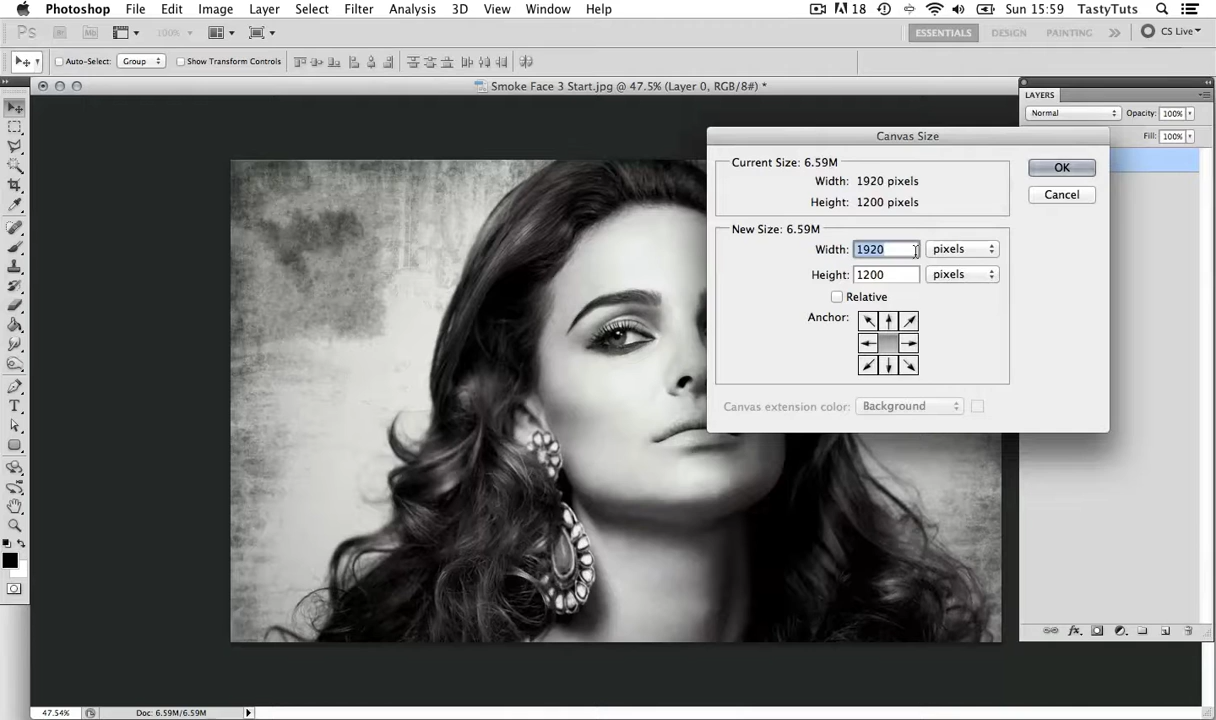 Photoshop File Edit Image Layer Select Filter Analysis 3D View Window Help 18 Sun 15:59 TastyTuts
Ps Br Mb 100% ESSENTIALS DESIGN PAINTING CS Live
Auto-Select: Group Show Transform Controls
Smoke Face 3 Start.jpg @ 47.5% (Layer 0, RGB/8#) *
LAYERS
Normal Opacity: 100%
Fill: 100%
Canvas Size
Current Size: 6.59M
Width: 1920 pixels
Height: 1200 pixels
OK
Cancel
New Size: 6.59M
Width: 1920 pixels
Height: 1200 pixels
Relative
Anchor:
Canvas extension color: Background
47.54% Doc: 6.59M/6.59M